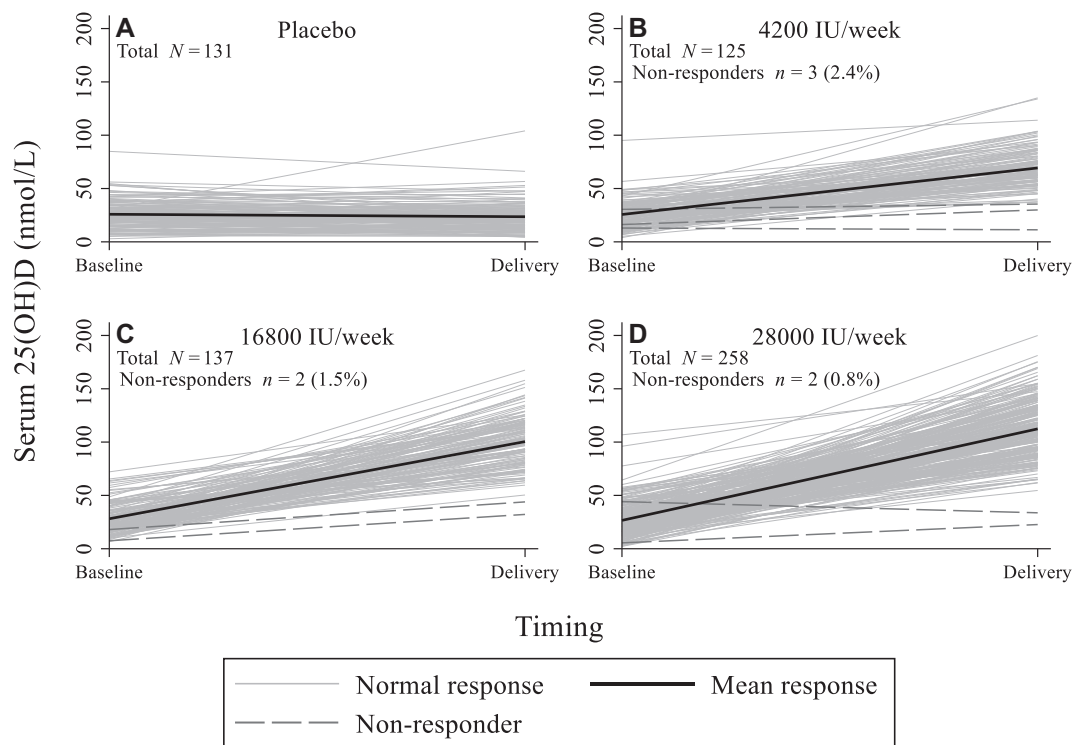 Serum 25(OH)D (nmol/L)
A
Placebo
Total N = 131
200
150
100
50
0
Baseline
Delivery
B
4200 IU/week
Total N = 125
Non-responders n = 3 (2.4%)
200
150
100
50
0
Baseline
Delivery
C
16800 IU/week
Total N = 137
Non-responders n = 2 (1.5%)
200
150
100
50
0
Baseline
Delivery
D
28000 IU/week
Total N = 258
Non-responders n = 2 (0.8%)
200
150
100
50
0
Baseline
Delivery
Timing
Normal response
Mean response
Non-responder